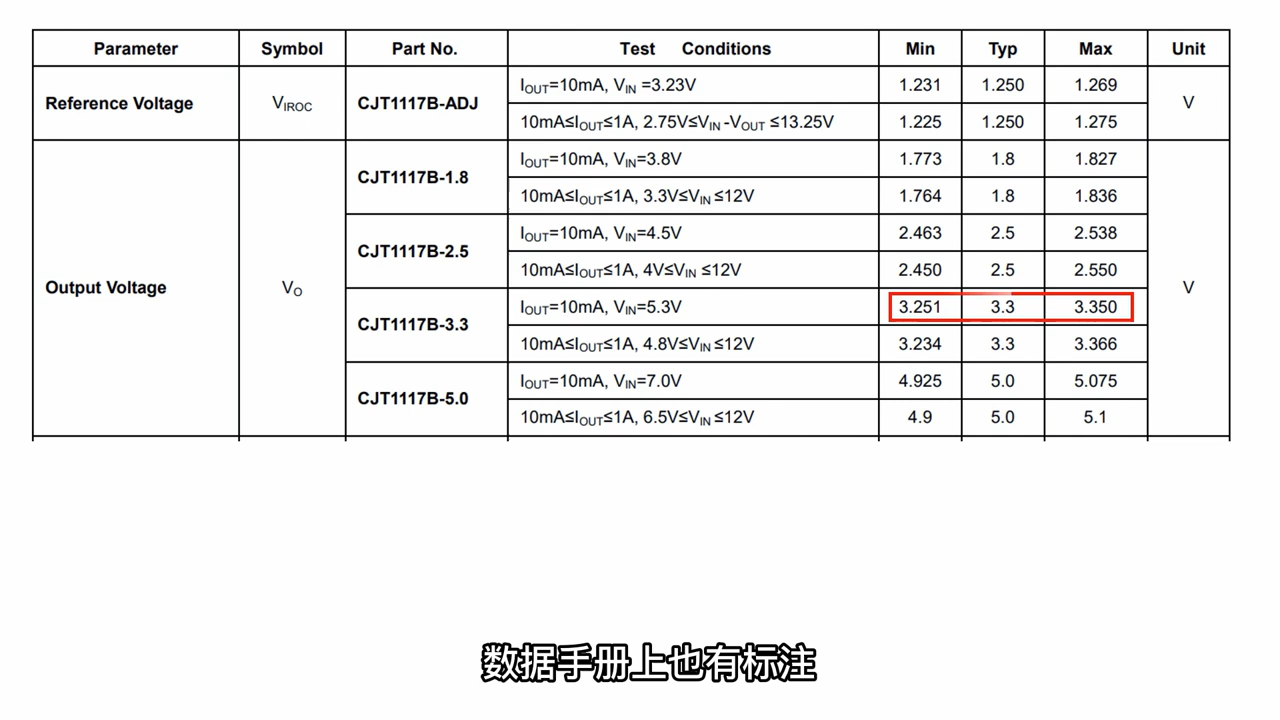 Parameter Symbol Part No. Test Conditions Min Typ Max Unit
Reference Voltage VIROC CJT1117B-ADJ IOUT=10mA, VIN =3.23V 1.231 1.250 1.269 V
10mA≤IOUT≤1A, 2.75V≤VIN -VOUT ≤13.25V 1.225 1.250 1.275
Output Voltage VO CJT1117B-1.8 IOUT=10mA, VIN=3.8V 1.773 1.8 1.827 V
10mA≤IOUT≤1A, 3.3V≤VIN ≤12V 1.764 1.8 1.836
CJT1117B-2.5 IOUT=10mA, VIN=4.5V 2.463 2.5 2.538
10mA≤IOUT≤1A, 4V≤VIN ≤12V 2.450 2.5 2.550
CJT1117B-3.3 IOUT=10mA, VIN=5.3V 3.251 3.3 3.350
10mA≤IOUT≤1A, 4.8V≤VIN ≤12V 3.234 3.3 3.366
CJT1117B-5.0 IOUT=10mA, VIN=7.0V 4.925 5.0 5.075
10mA≤IOUT≤1A, 6.5V≤VIN ≤12V 4.9 5.0 5.1
数据手册上也有标注